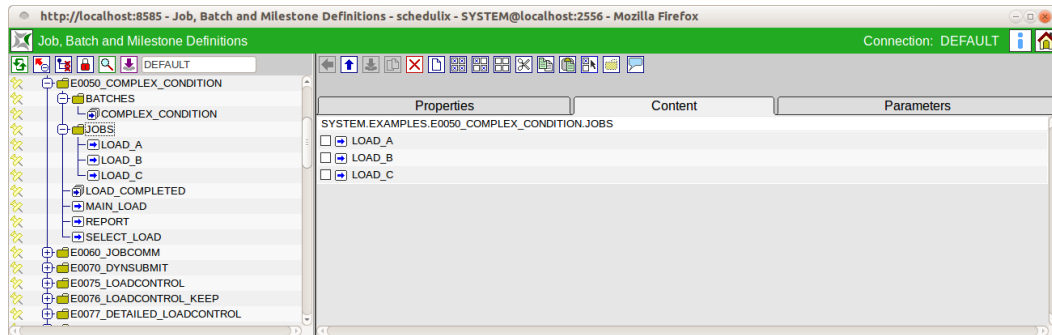 http://localhost:8585 - Job, Batch and Milestone Definitions - schedulix - SYSTEM@localhost:2556 - Mozilla Firefox
Job, Batch and Milestone Definitions
Connection: DEFAULT
DEFAULT
E0050_COMPLEX_CONDITION
BATCHES
COMPLEX_CONDITION
JOBS
LOAD_A
LOAD_B
LOAD_C
LOAD_COMPLETED
MAIN_LOAD
REPORT
SELECT_LOAD
E0060_JOBCOMM
E0070_DYNSUBMIT
E0075_LOADCONTROL
E0076_LOADCONTROL_KEEP
E0077_DETAILED_LOADCONTROL
Properties
Content
Parameters
SYSTEM.EXAMPLES.E0050_COMPLEX_CONDITION.JOBS
LOAD_A
LOAD_B
LOAD_C